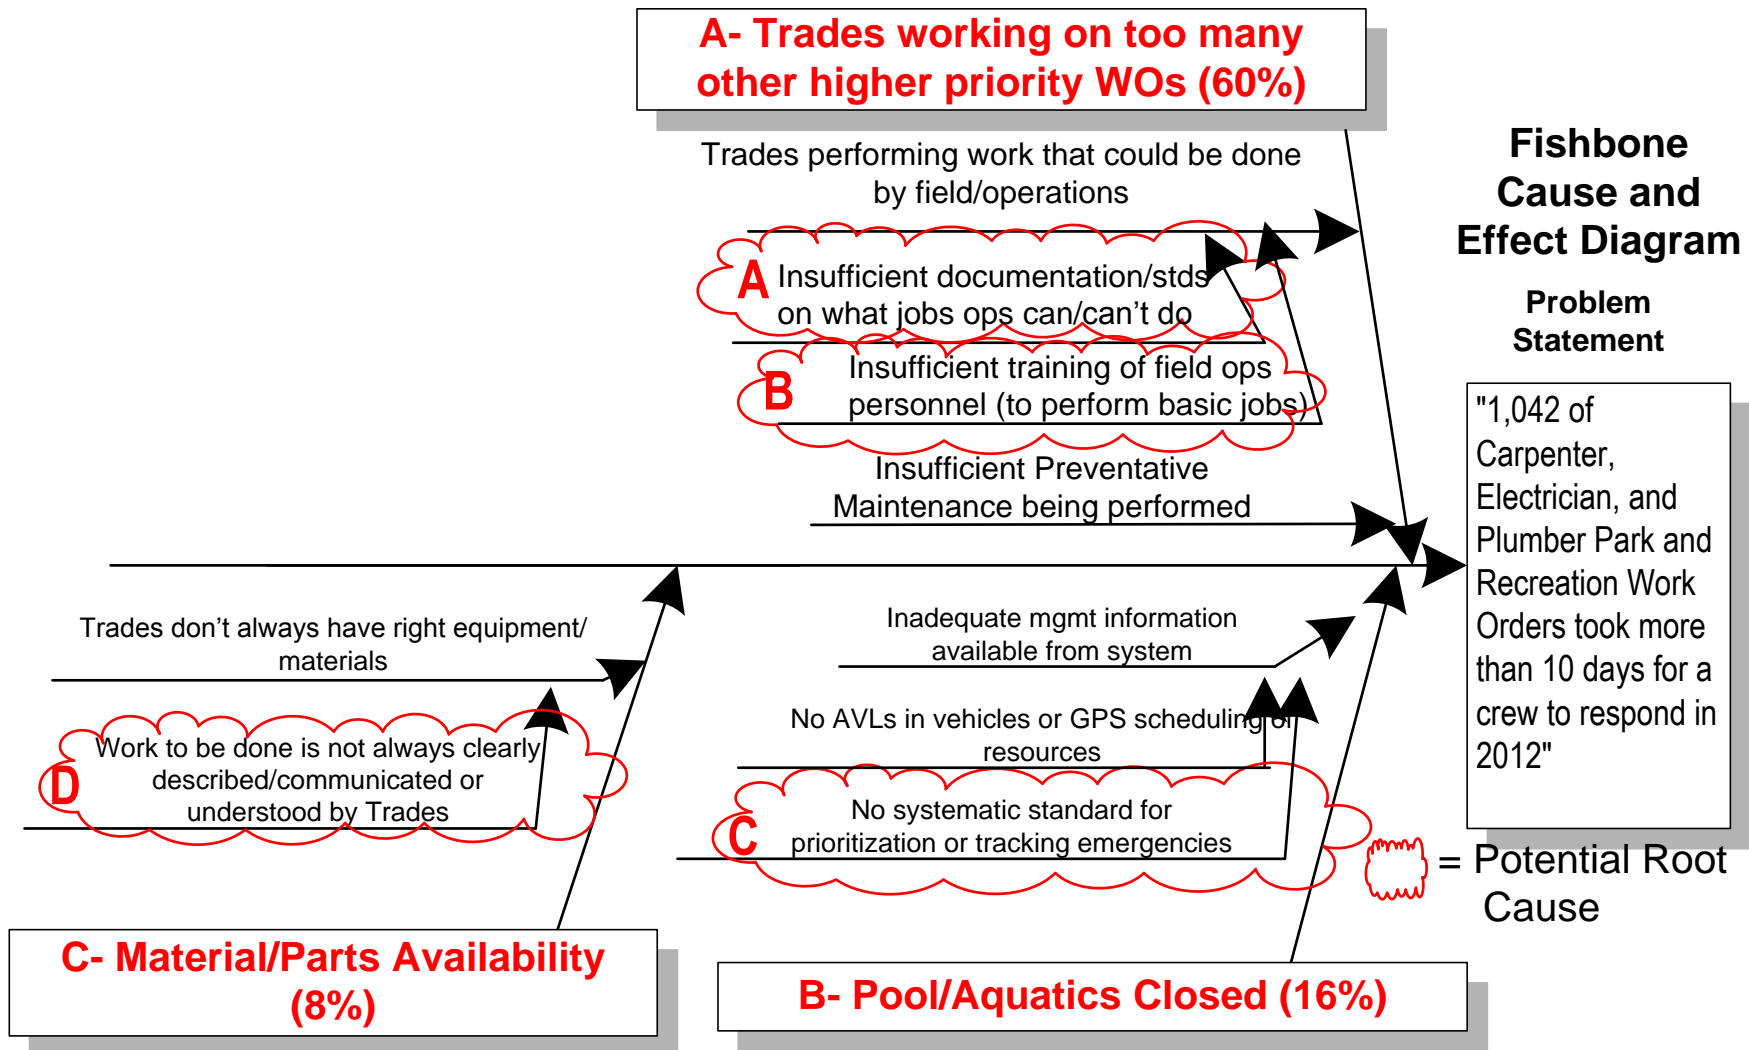 A- Trades working on too many
other higher priority WOs (60%)
Fishbone
Cause and
Effect Diagram
Trades performing work that could be done
by field/operations
A
Insufficient documentation/stds
on what jobs ops can/can't do
B
Insufficient training of field ops
personnel (to perform basic jobs)
Insufficient Preventative
Maintenance being performed
Problem
Statement
"1,042 of
Carpenter,
Electrician, and
Plumber Park and
Recreation Work
Orders took more
than 10 days for a
crew to respond in
2012"
Trades don't always have right equipment/
materials
D
Work to be done is not always clearly
described/communicated or
understood by Trades
Inadequate mgmt information
available from system
No AVLs in vehicles or GPS scheduling of
resources
C
No systematic standard for
prioritization or tracking emergencies
= Potential Root
Cause
C- Material/Parts Availability
(8%)
B- Pool/Aquatics Closed (16%)